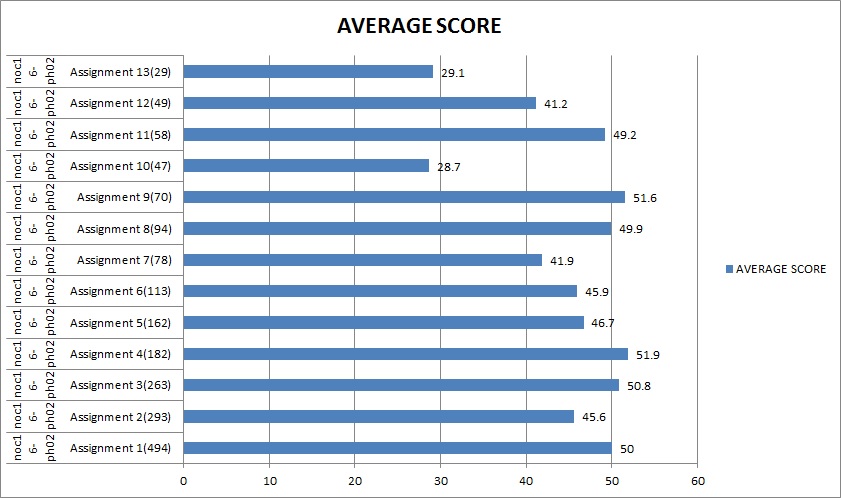 AVERAGE SCORE
noc16-ph02 Assignment 13(29) 29.1
noc16-ph02 Assignment 12(49) 41.2
noc16-ph02 Assignment 11(58) 49.2
noc16-ph02 Assignment 10(47) 28.7
noc16-ph02 Assignment 9(70) 51.6
noc16-ph02 Assignment 8(94) 49.9
noc16-ph02 Assignment 7(78) 41.9
noc16-ph02 Assignment 6(113) 45.9
noc16-ph02 Assignment 5(162) 46.7
noc16-ph02 Assignment 4(182) 51.9
noc16-ph02 Assignment 3(263) 50.8
noc16-ph02 Assignment 2(293) 45.6
noc16-ph02 Assignment 1(494) 50
0 10 20 30 40 50 60
AVERAGE SCORE